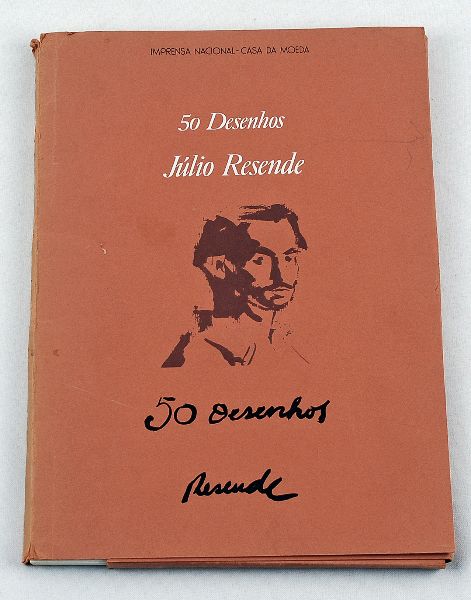 IMPRENSA NACIONAL - CASA DA MOEDA
50 Desenhos
Júlio Resende
50 Desenhos
Resende